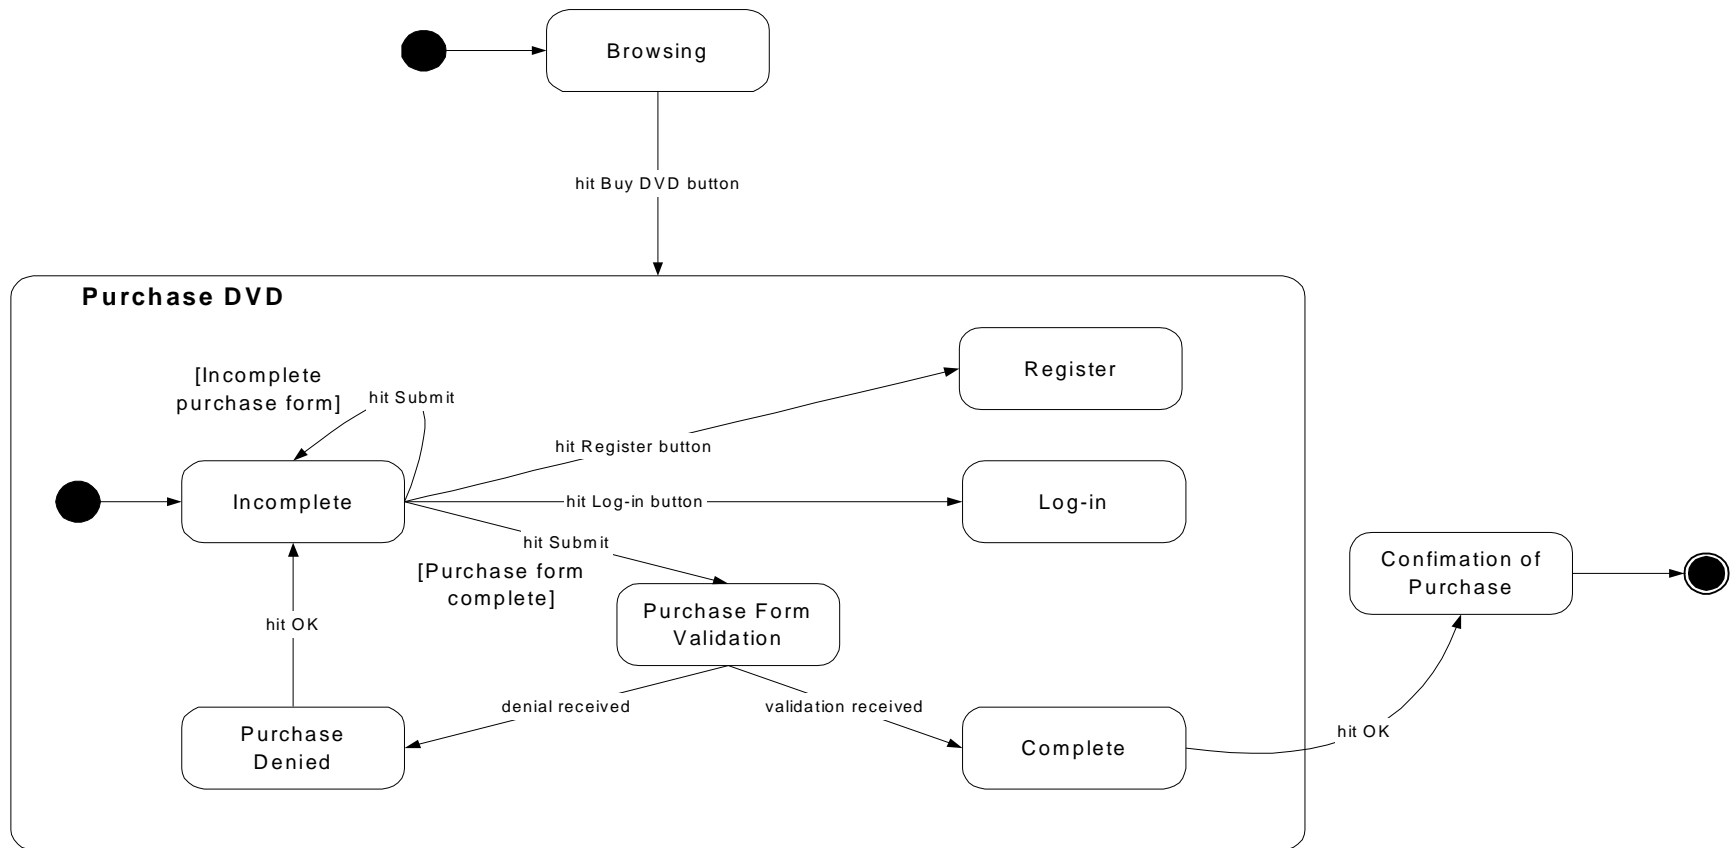 Browsing
hit Buy DVD button
Purchase DVD
[Incomplete
purchase form]
hit Submit
Register
hit Register button
Incomplete
hit Log-in button
Log-in
hit Submit
[Purchase form
complete]
Confimation of
Purchase
Purchase Form
Validation
hit OK
denial received
validation received
Purchase
Denied
Complete
hit OK